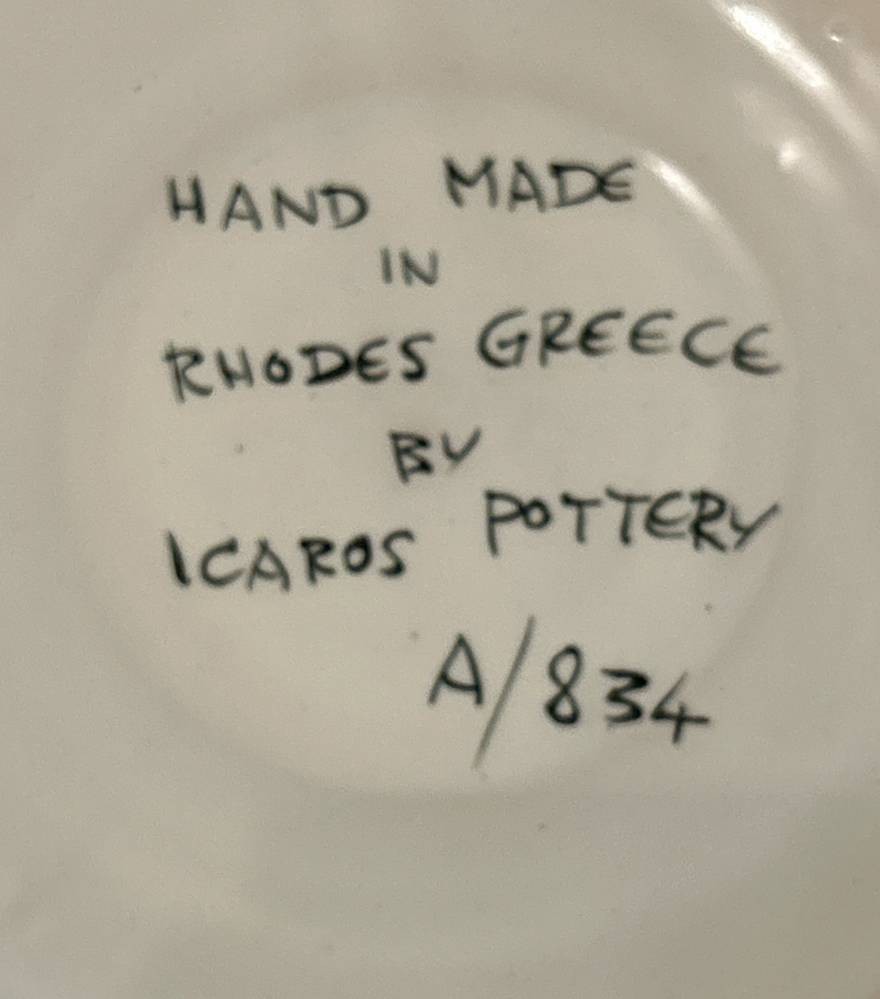 HAND MADE
IN
RHODES GREECE
BY
ICAROS POTTERY
A/834